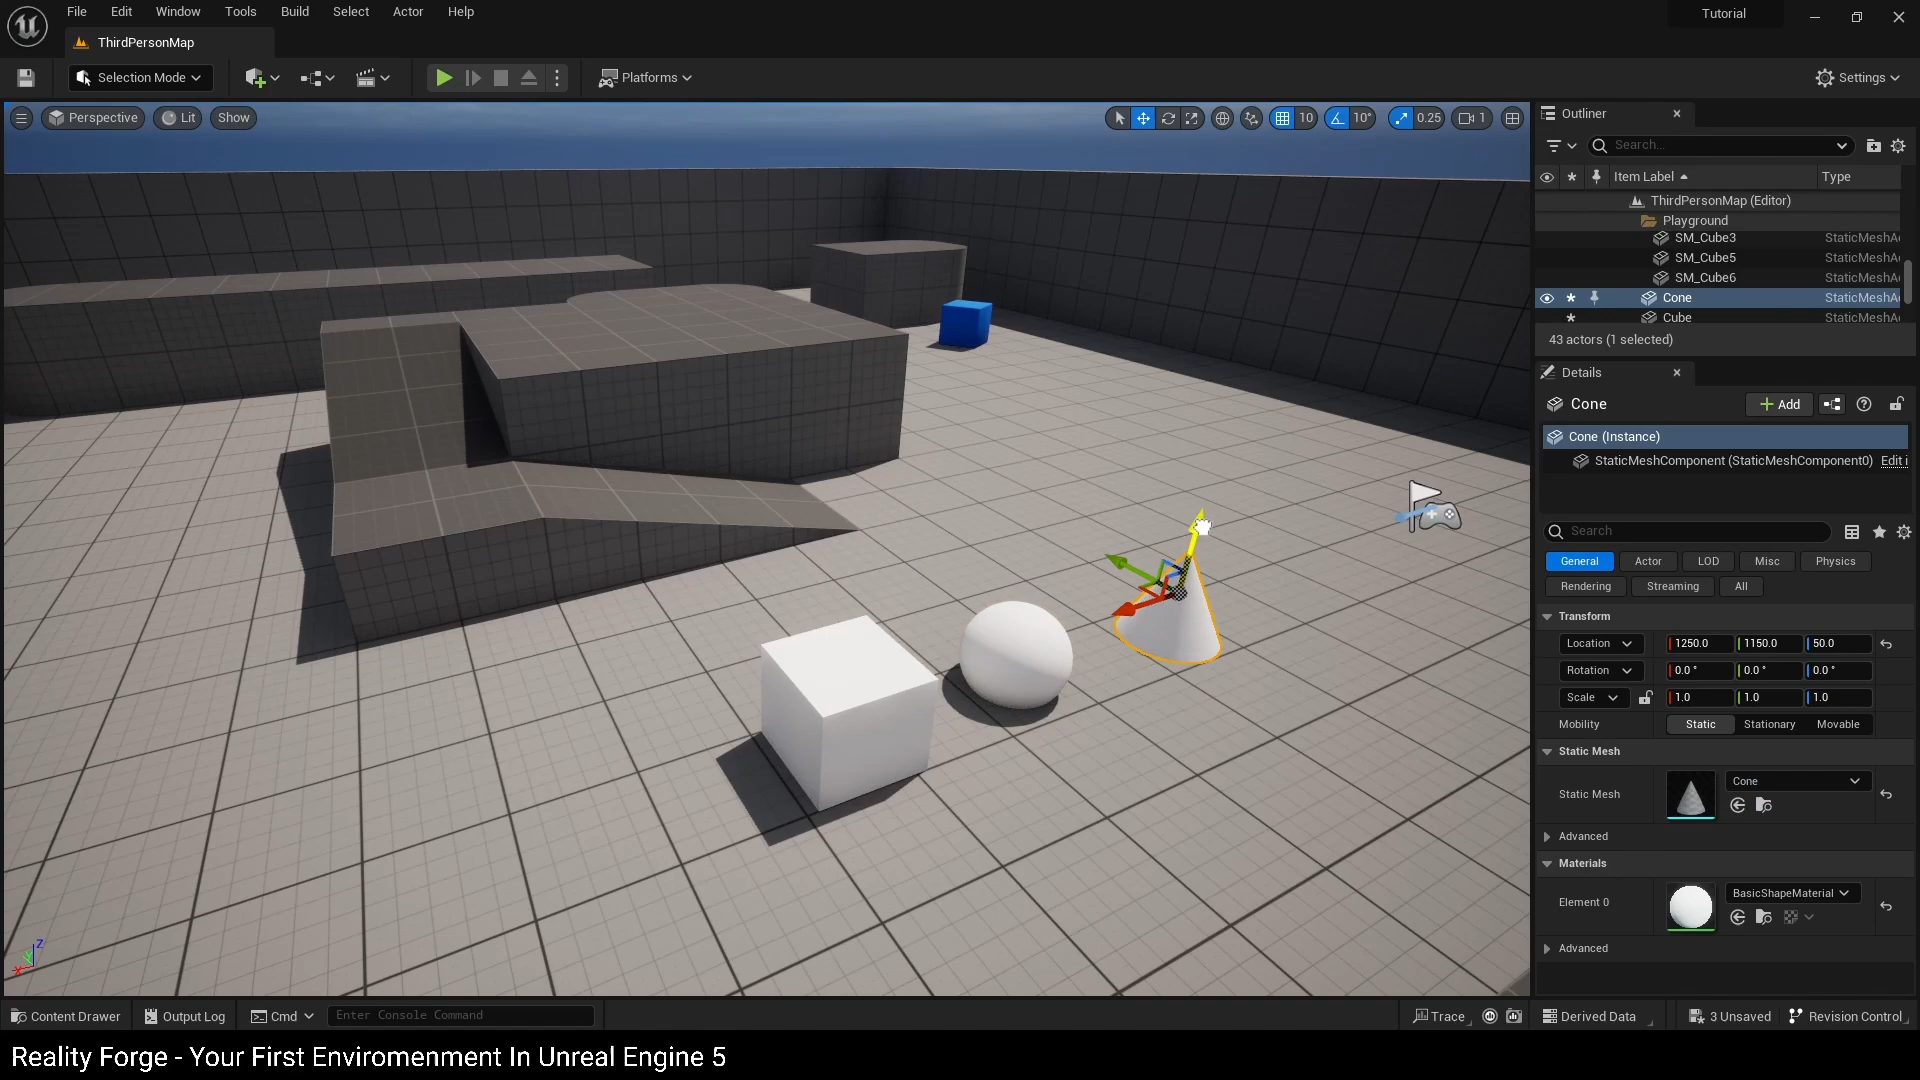 File Edit Window Tools Build Select Actor Help
Tutorial
ThirdPersonMap
Selection Mode
Platforms
Settings
Perspective Lit Show
10 10° 0.25 1
Outliner
Search...
Item Label Type
ThirdPersonMap (Editor)
Playground
SM_Cube3 StaticMeshA
SM_Cube5 StaticMeshA
SM_Cube6 StaticMeshA
Cone StaticMeshA
Cube StaticMeshA
43 actors (1 selected)
Details
Cone
+ Add
Cone (Instance)
StaticMeshComponent (StaticMeshComponent0) Edit i
Search
General Actor LOD Misc Physics
Rendering Streaming All
Transform
Location 1250.0 1150.0 50.0
Rotation 0.0 ° 0.0 ° 0.0 °
Scale 1.0 1.0 1.0
Mobility Static Stationary Movable
Static Mesh
Static Mesh Cone
Advanced
Materials
Element 0 BasicShapeMaterial
Advanced
Z
Y
X
Content Drawer Output Log Cmd Enter Console Command
Trace Derived Data 3 Unsaved Revision Control
Reality Forge - Your First Enviromenment In Unreal Engine 5